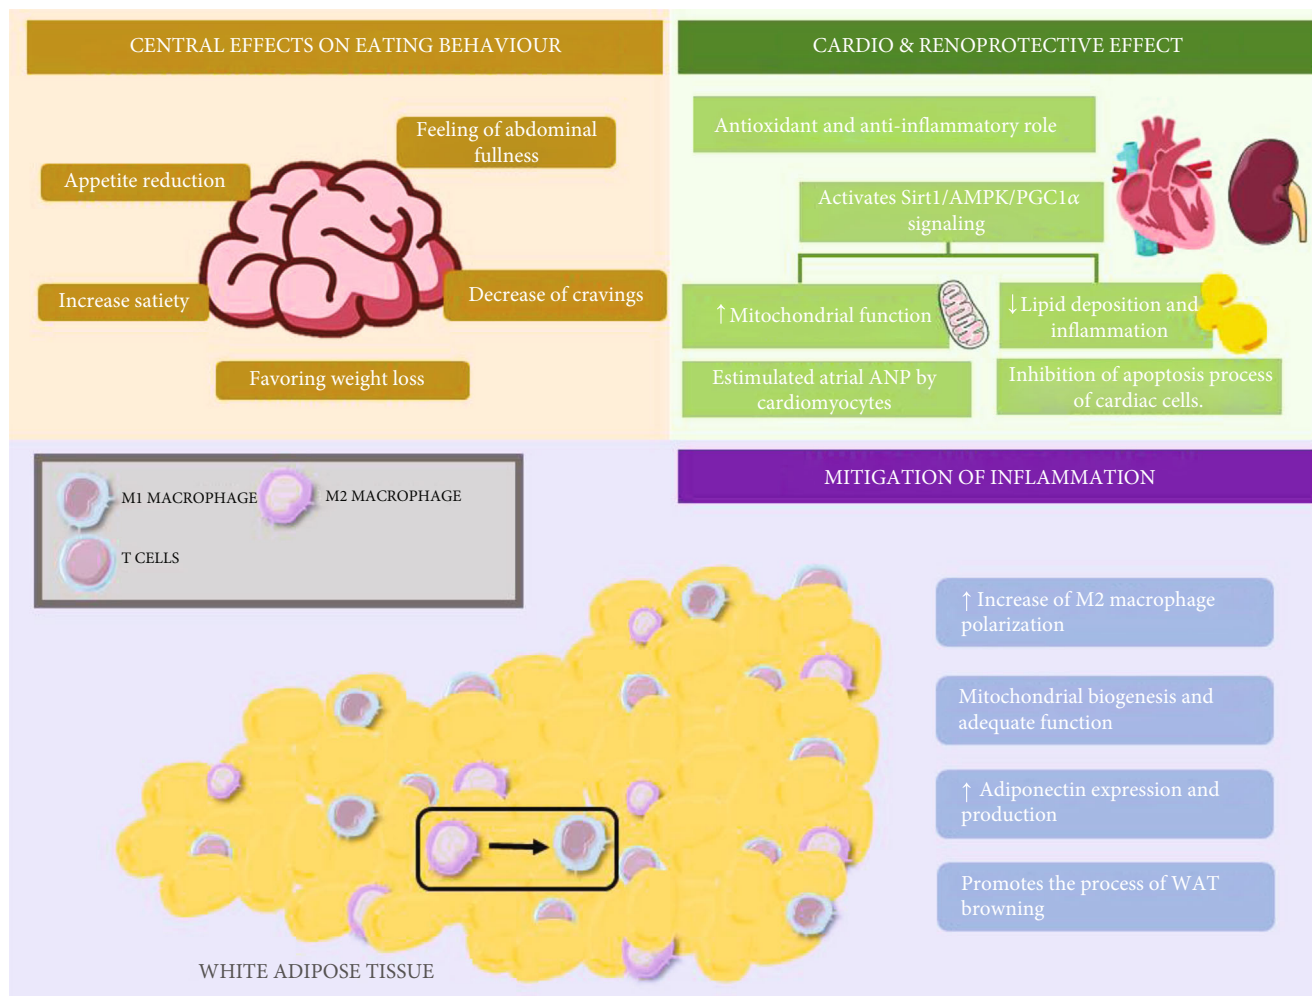 CENTRAL EFFECTS ON EATING BEHAVIOUR
Feeling of abdominal
fullness
Appetite reduction
Increase satiety
Decrease of cravings
Favoring weight loss
CARDIO & RENOPROTECTIVE EFFECT
Antioxidant and anti-inflammatory role
Activates Sirt1/AMPK/PGC1α
signaling
↑ Mitochondrial function
↓ Lipid deposition and
inflammation
Estimulated atrial ANP by
cardiomyocytes
Inhibition of apoptosis process
of cardiac cells.
M1 MACROPHAGE
M2 MACROPHAGE
T CELLS
MITIGATION OF INFLAMMATION
↑ Increase of M2 macrophage
polarization
Mitochondrial biogenesis and
adequate function
↑ Adiponectin expression and
production
Promotes the process of WAT
browning
WHITE ADIPOSE TISSUE